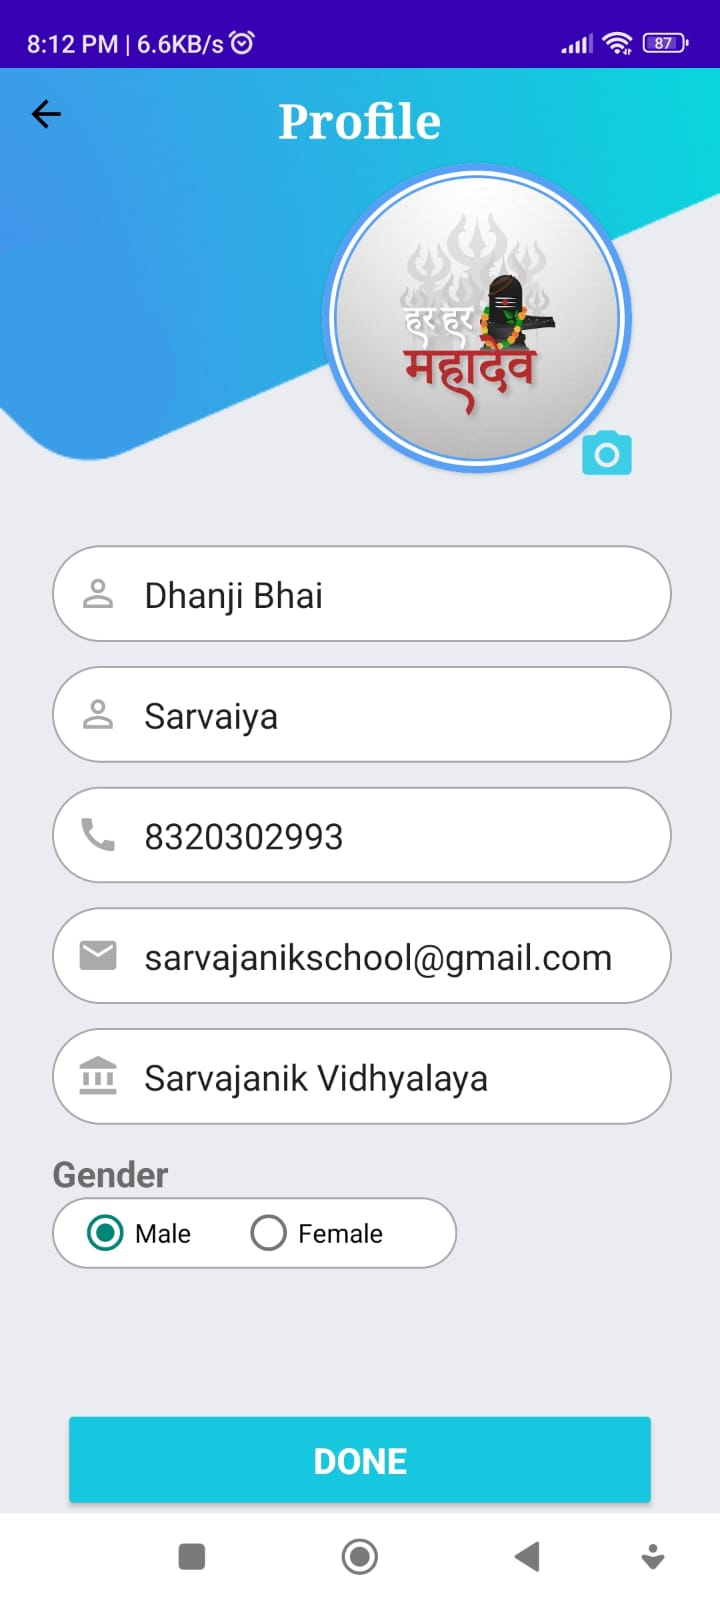 8:12 PM | 6.6KB/s
87
Profile
हर हर
महादेव
Dhanji Bhai
Sarvaiya
8320302993
sarvajanikschool@gmail.com
Sarvajanik Vidhyalaya
Gender
Male Female
DONE